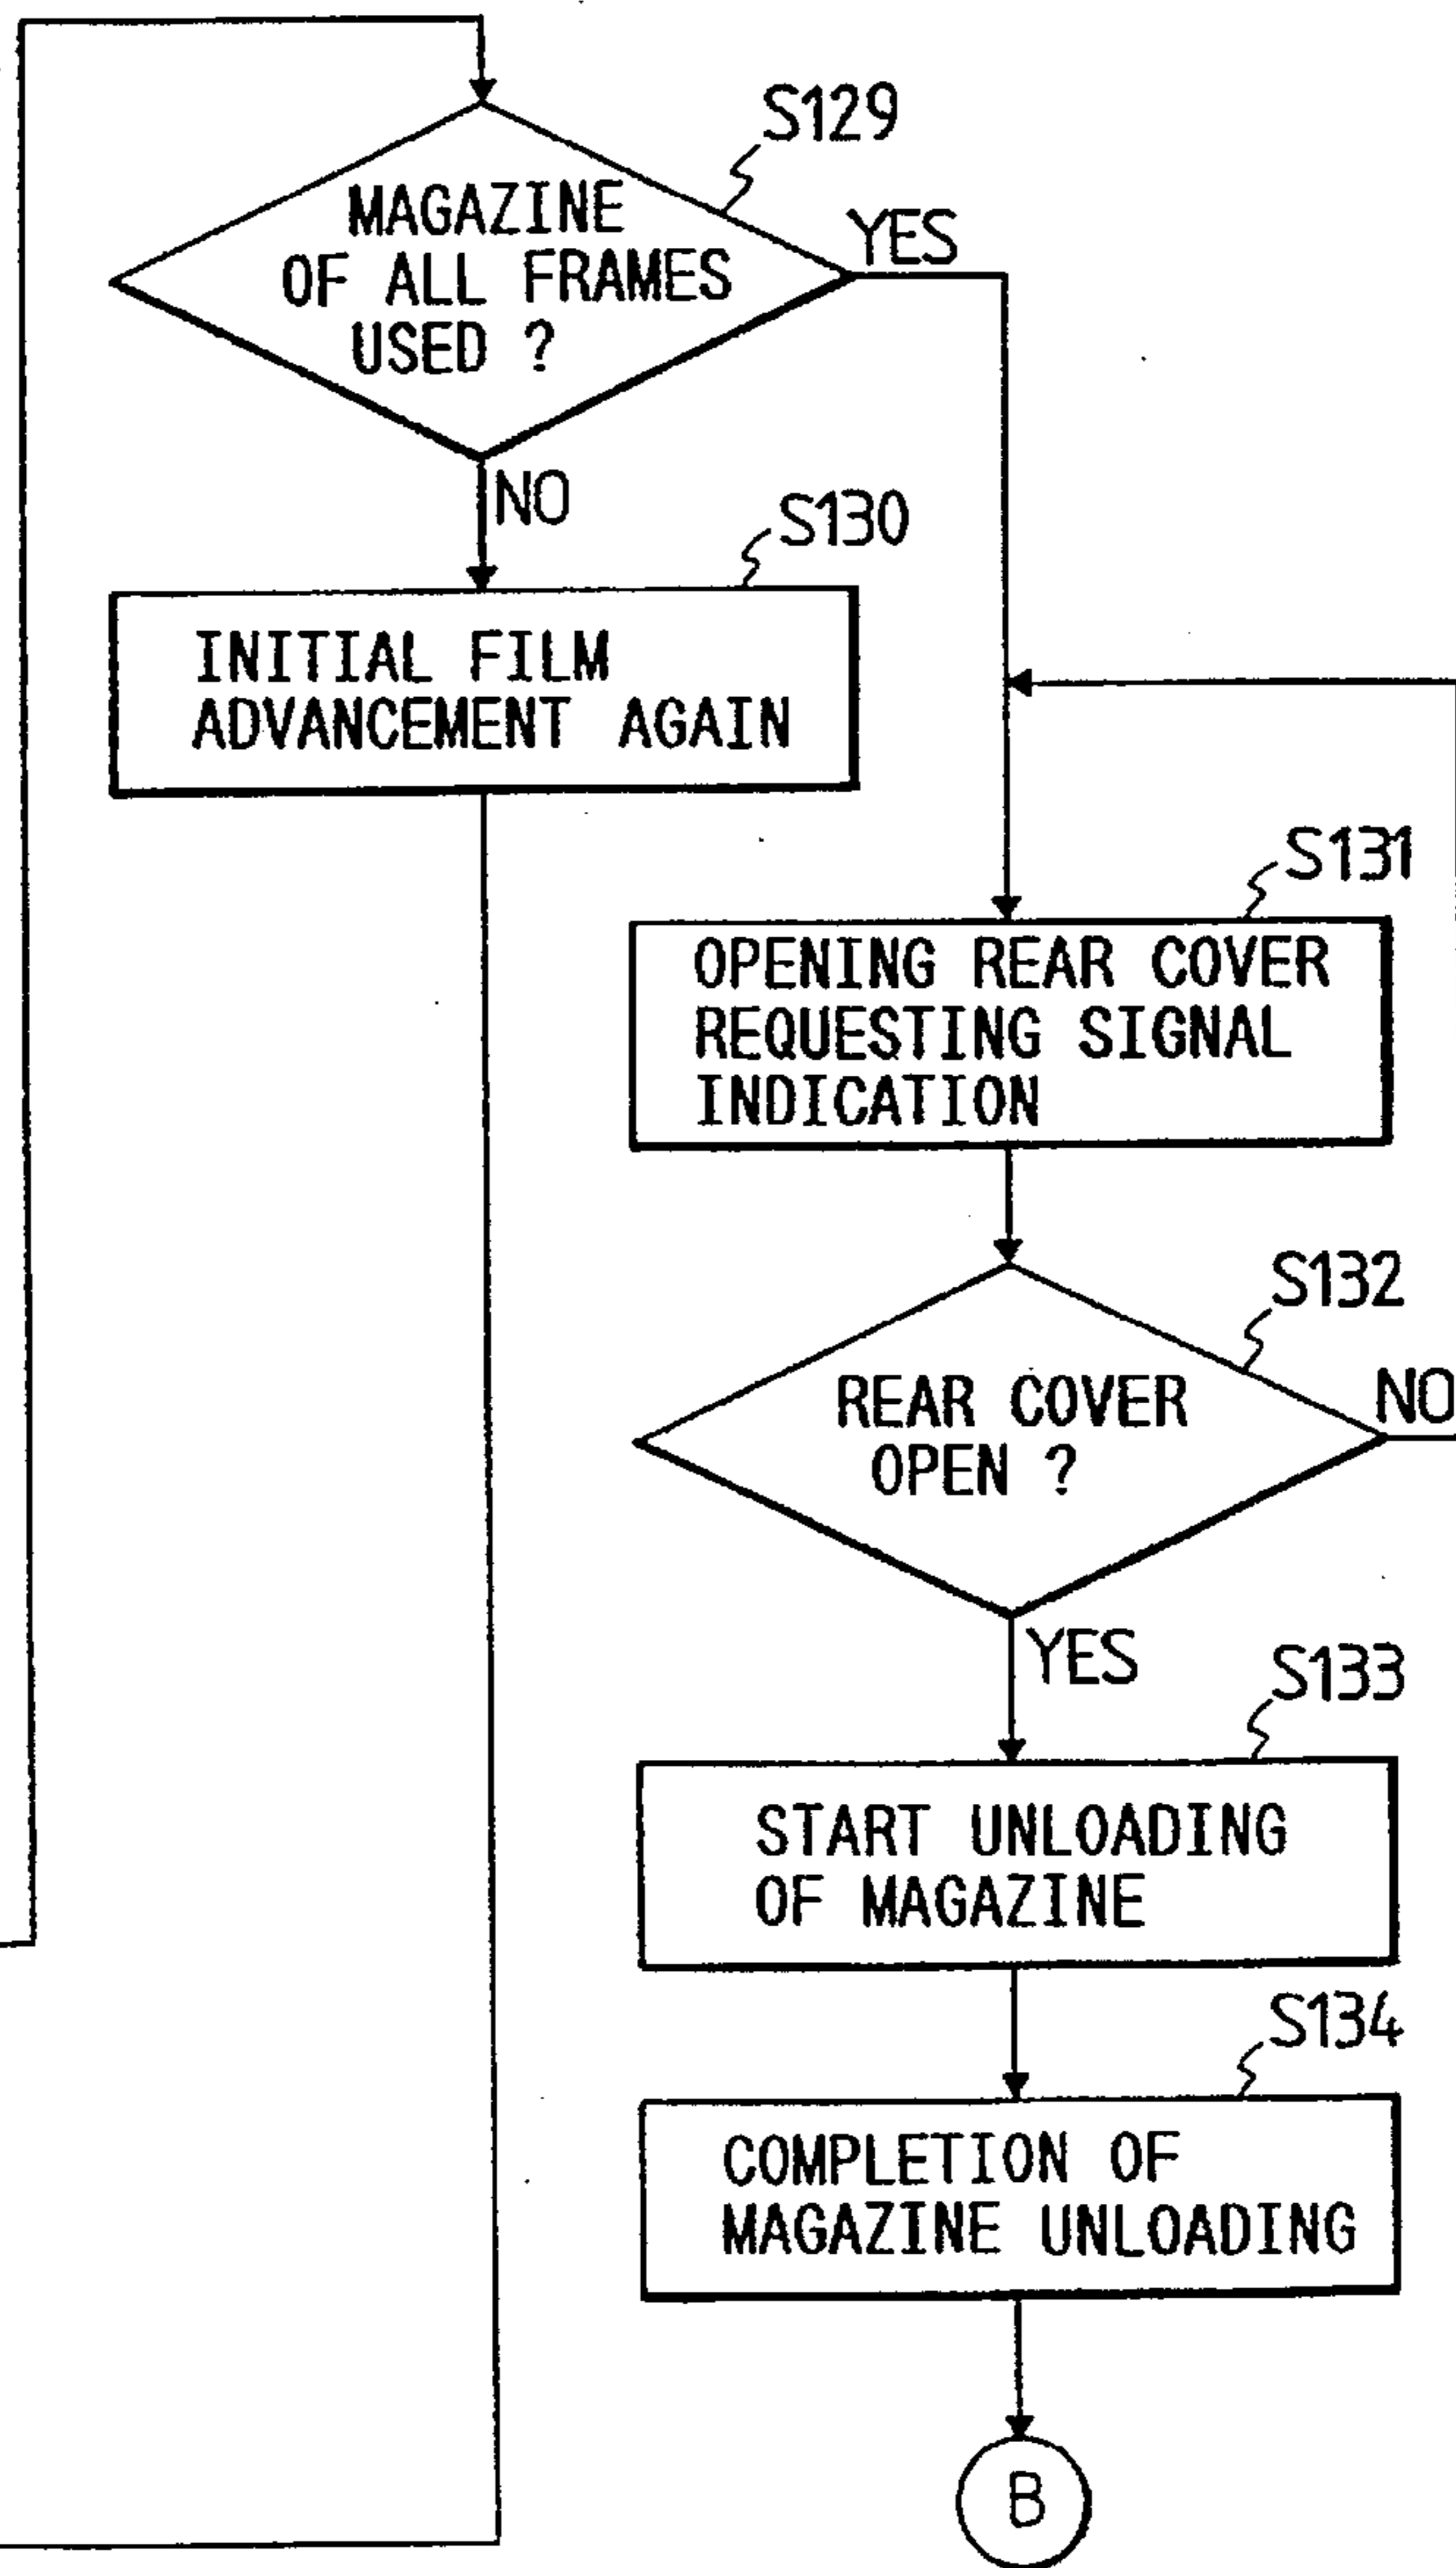 S129
MAGAZINE
OF ALL FRAMES
USED ?
YES
NO
S130
INITIAL FILM
ADVANCEMENT AGAIN
S131
OPENING REAR COVER
REQUESTING SIGNAL
INDICATION
S132
REAR COVER
OPEN ?
NO
YES
S133
START UNLOADING
OF MAGAZINE
S134
COMPLETION OF
MAGAZINE UNLOADING
B